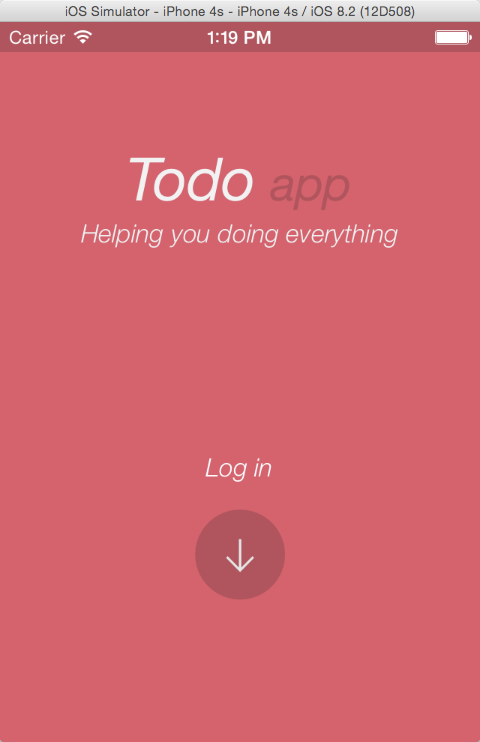 iOS Simulator - iPhone 4s - iPhone 4s / iOS 8.2 (12D508)
Carrier 1:19 PM
Todo app
Helping you doing everything
Log in